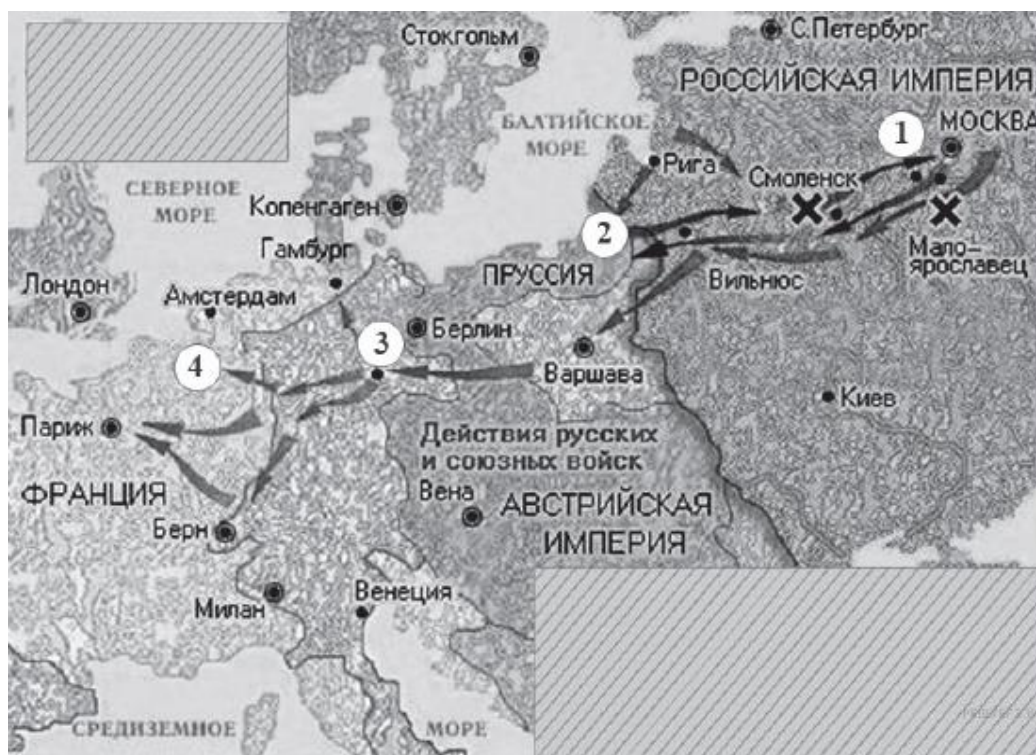 Стокгольм
С.Петербург
РОССИЙСКАЯ ИМПЕРИЯ
БАЛТИЙСКОЕ
МОРЕ
1
МОСКВА
Рига
Смоленск
СЕВЕРНОЕ
МОРЕ
Копенгаген
2
Гамбург
ПРУССИЯ
Вильнюс
Мало-
ярославец
Лондон
Амстердам
Берлин
3
4
Варшава
Киев
Париж
Действия русских
и союзных войск
ФРАНЦИЯ
Вена
АВСТРИЙСКАЯ
ИМПЕРИЯ
Берн
Милан
Венеция
СРЕДИЗЕМНОЕ
МОРЕ